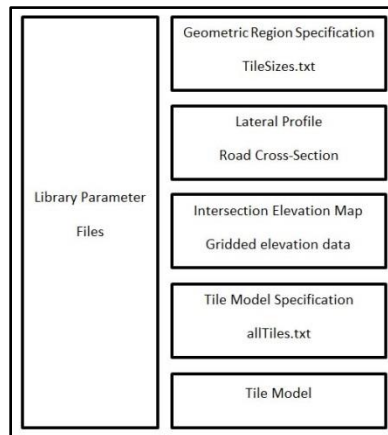 Library Parameter
Files
Geometric Region Specification
TileSizes.txt
Lateral Profile
Road Cross-Section
Intersection Elevation Map
Gridded elevation data
Tile Model Specification
allTiles.txt
Tile Model